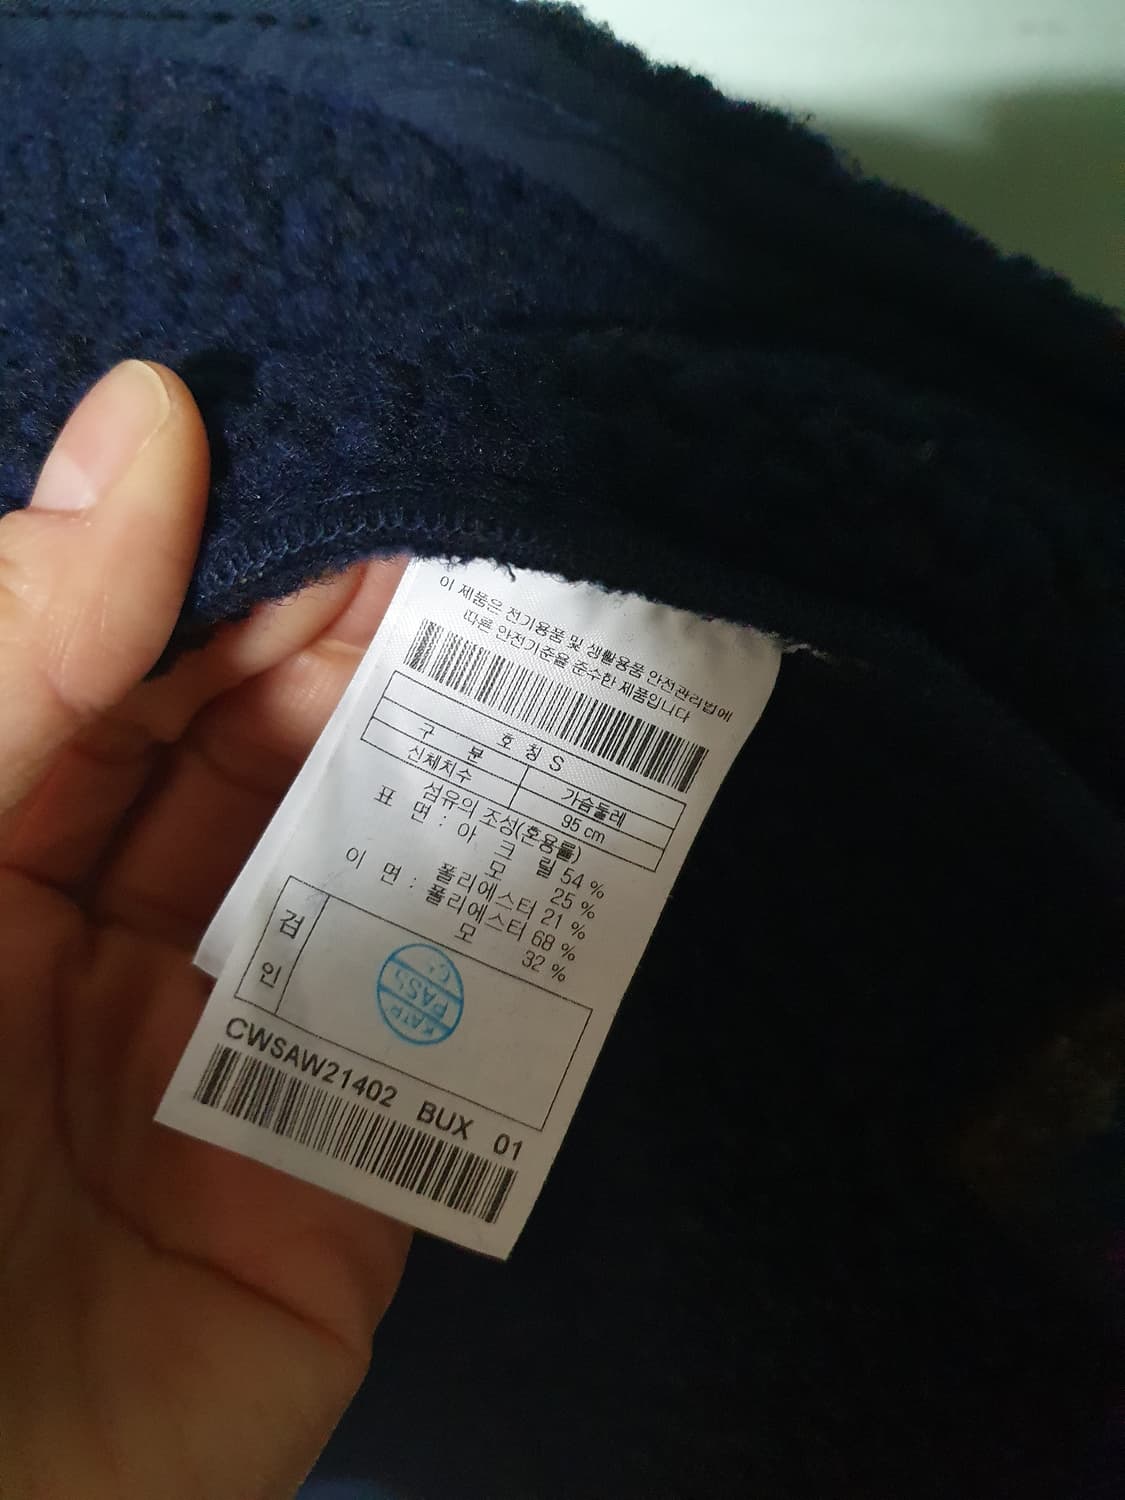 이 제품은 전기용품 및 생활용품 안전관리법에
따른 안전기준을 준수한 제품입니다
호 칭 S
구 분 가슴둘레
신체치수 95 cm
섬유의 조성(혼용률)
표 면 : 아 크 릴 54 %
모 25 %
폴리에스터 21 %
이 면 : 폴리에스터 68 %
모 32 %
검
인
KATR
PASS
CWSAW21402 BUX 01